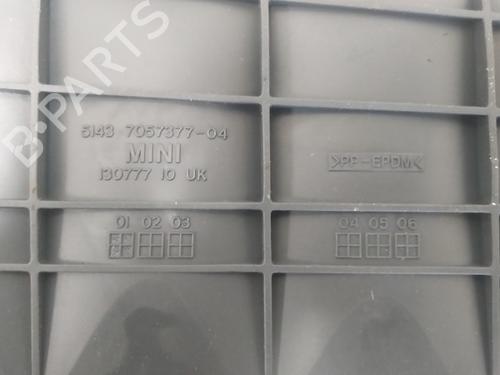 B-PARTS
5143 7057377-04
MINI
130777 10 UK
>PP-EPDM<
01 02 03
04 05 06